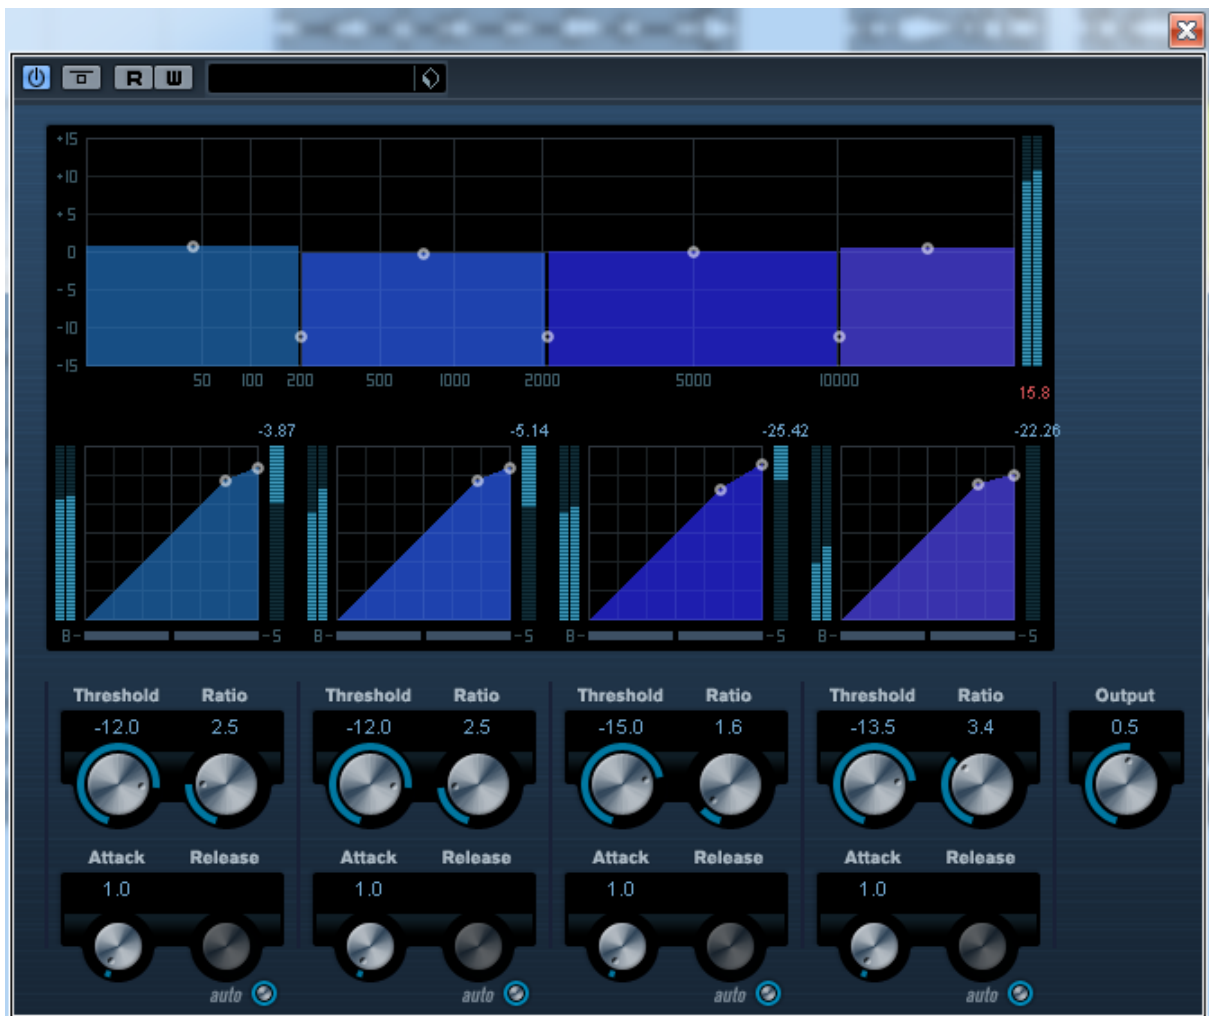 R W
+15
+10
+5
0
-5
-10
-15
50 100 200 500 1000 2000 5000 10000
15.8
-3.87 -5.14 -25.42 -22.26
B- -S B- -S B- -S B- -S
Threshold Ratio Threshold Ratio Threshold Ratio Threshold Ratio Output
-12.0 2.5 -12.0 2.5 -15.0 1.6 -13.5 3.4 0.5
Attack Release Attack Release Attack Release Attack Release
1.0 1.0 1.0 1.0
auto auto auto auto